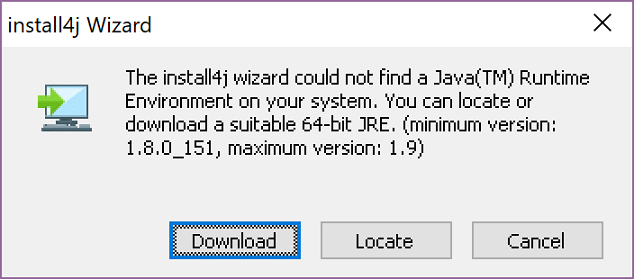 install4j Wizard
The install4j wizard could not find a Java(TM) Runtime
Environment on your system. You can locate or
download a suitable 64-bit JRE. (minimum version:
1.8.0_151, maximum version: 1.9)
Download
Locate
Cancel